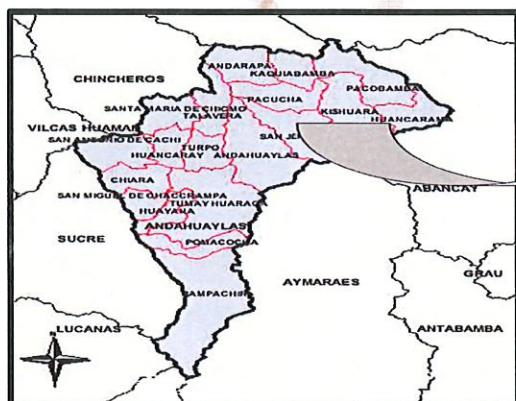 ANDARAPA
KAQUIABAMBA
CHINCHEROS
PACOBAMBA
PACUCHA
SANTA MARIA DE CHICMO
TALAVERA
KISHUARA
HUANCARAMA
VILCAS HUAMAN
SAN JE
SAN ANTONIO DE CACHI
TURPO
HUANCARAY
ANDAHUAYLAS
CHIARA
ABANCAY
SAN MIGUEL DE CHACCRAMPA
TUMAY HUARAC
HUAYANA
ANDAHUAYLAS
SUCRE
POMACOCHA
GRAU
AYMARAES
PAMPACHIRI
LUCANAS
ANTABAMBA